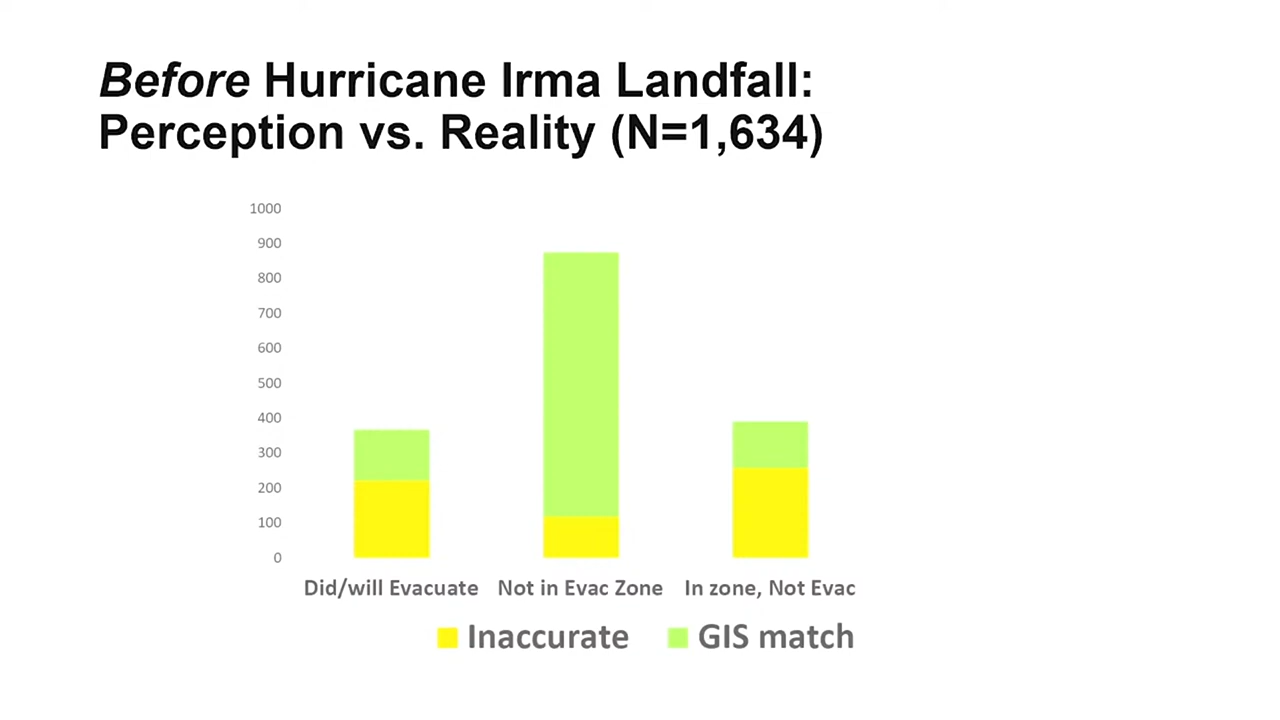 Before Hurricane Irma Landfall:
Perception vs. Reality (N=1,634)
1000
900
800
700
600
500
400
300
200
100
0
Did/will Evacuate Not in Evac Zone In zone, Not Evac
Inaccurate GIS match